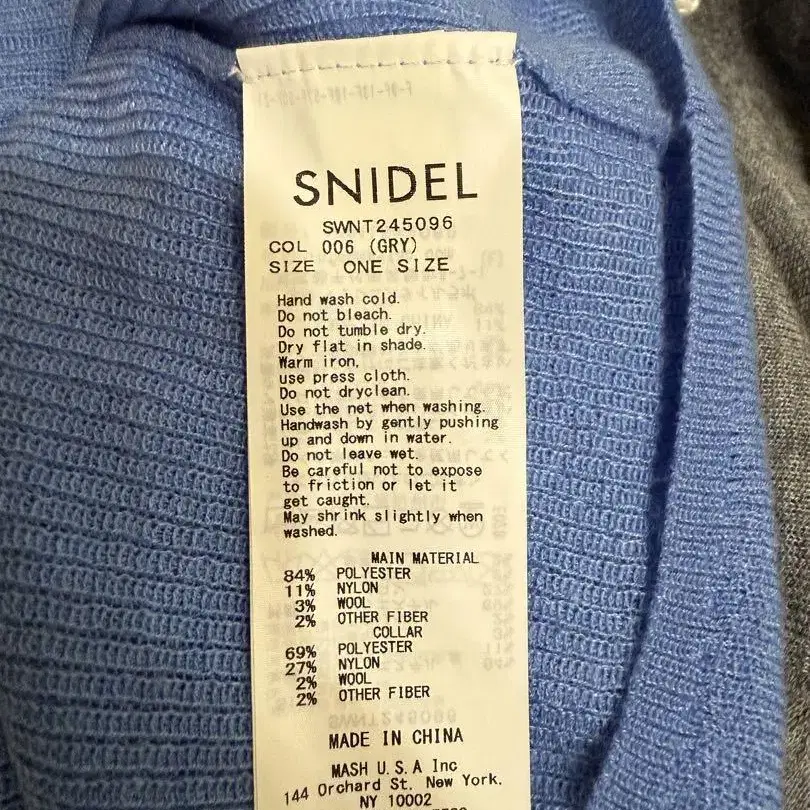 SNIDEL
SWNT245096
COL 006 (GRY)
SIZE ONE SIZE
Hand wash cold.
Do not bleach.
Do not tumble dry.
Dry flat in shade.
Warm iron,
use press cloth.
Do not dryclean.
Use the net when washing.
Handwash by gently pushing
up and down in water.
Do not leave wet.
Be careful not to expose
to friction or let it
get caught.
May shrink slightly when
washed.
MAIN MATERIAL
84% POLYESTER
11% NYLON
3% WOOL
2% OTHER FIBER
COLLAR
69% POLYESTER
27% NYLON
2% WOOL
2% OTHER FIBER
MADE IN CHINA
MASH U.S.A Inc
144 Orchard St, New York.
NY 10002